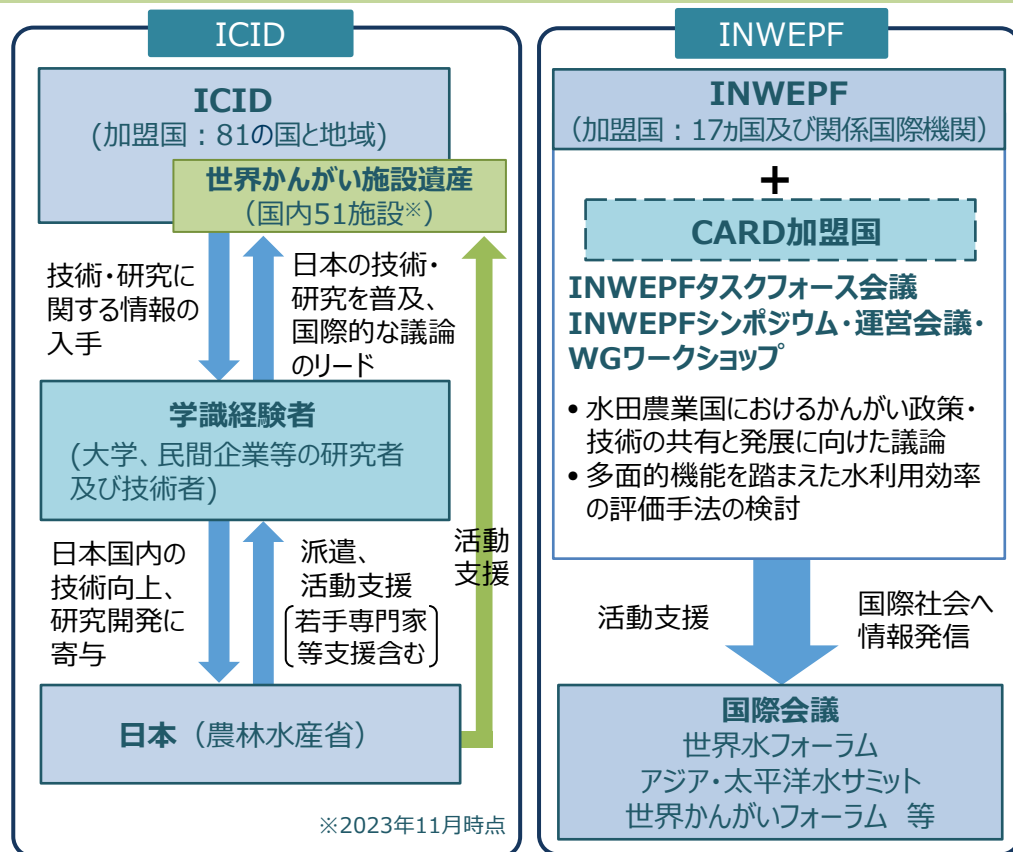 ICID
ICID
(加盟国：81の国と地域)
世界かんがい施設遺産
（国内51施設※）
技術・研究に
関する情報の
入手
日本の技術・
研究を普及、
国際的な議論
のリード
学識経験者
(大学、民間企業等の研究者
及び技術者)
日本国内の
技術向上、
研究開発に
寄与
派遣、
活動支援
若手専門家
等支援含む
活動
支援
日本（農林水産省）
※2023年11月時点
INWEPF
INWEPF
（加盟国：17ヵ国及び関係国際機関）
+
CARD加盟国
INWEPFタスクフォース会議
INWEPFシンポジウム・運営会議・
WGワークショップ
• 水田農業国におけるかんがい政策・
技術の共有と発展に向けた議論
• 多面的機能を踏まえた水利用効率
の評価手法の検討
活動支援
国際社会へ
情報発信
国際会議
世界水フォーラム
アジア・太平洋水サミット
世界かんがいフォーラム 等